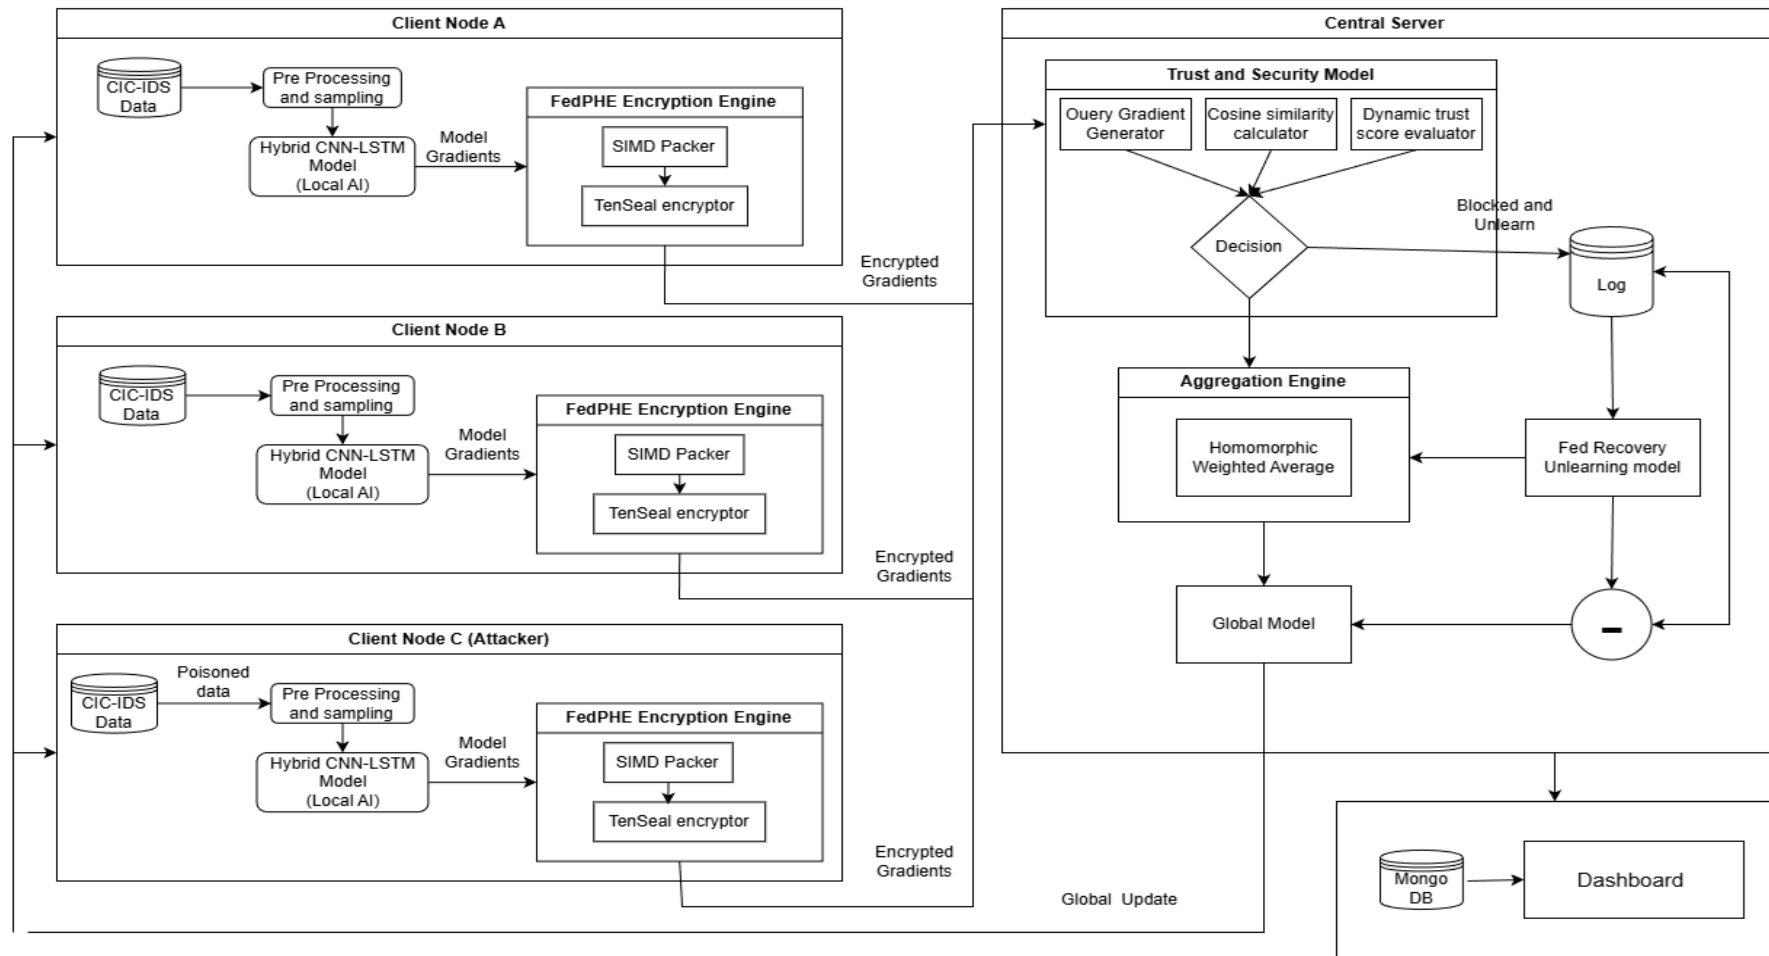 Client Node A
CIC-IDS
Data
Pre Processing
and sampling
Hybrid CNN-LSTM
Model
(Local AI)
Model
Gradients
FedPHE Encryption Engine
SIMD Packer
TenSeal encryptor
Encrypted
Gradients
Client Node B
CIC-IDS
Data
Pre Processing
and sampling
Hybrid CNN-LSTM
Model
(Local AI)
Model
Gradients
FedPHE Encryption Engine
SIMD Packer
TenSeal encryptor
Encrypted
Gradients
Client Node C (Attacker)
CIC-IDS
Data
Poisoned
data
Pre Processing
and sampling
Hybrid CNN-LSTM
Model
(Local AI)
Model
Gradients
FedPHE Encryption Engine
SIMD Packer
TenSeal encryptor
Encrypted
Gradients
Central Server
Trust and Security Model
Ouery Gradient
Generator
Cosine similarity
calculator
Dynamic trust
score evaluator
Decision
Blocked and
Unlearn
Log
Aggregation Engine
Homomorphic
Weighted Average
Fed Recovery
Unlearning model
Global Model
–
Global Update
Mongo
DB
Dashboard